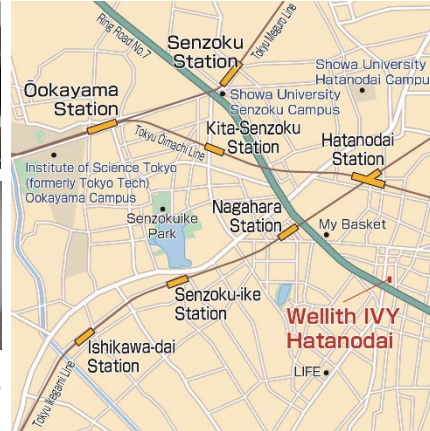 Ring Road No.7
Senzoku
Station
Tokyu Meguro Line
Showa University
Hatanodai Campus
Ōokayama
Station
Showa University
Senzoku Campus
Tokyu Ōimachi Line
Kita-Senzoku
Station
Hatanodai
Station
Institute of Science Tokyo
(formerly Tokyo Tech)
Ookayama Campus
Senzokuike
Park
Nagahara
Station
My Basket
Senzoku-ike
Station
Wellith IVY
Hatanodai
Ishikawa-dai
Station
LIFE
Tokyu Ikegami Line